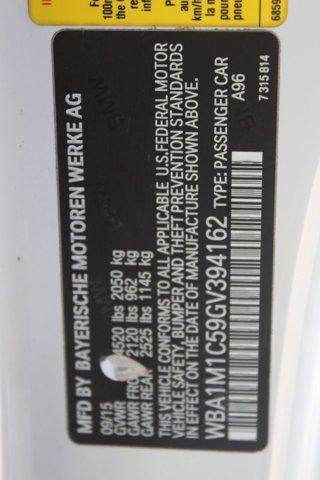 MFD BY BAYERISCHE MOTOREN WERKE AG
09/15
GVWR 4520 lbs 2050 kg
GAWR FRONT 2120 lbs 962 kg
GAWR REAR 2525 lbs 1145 kg
THIS VEHICLE CONFORMS TO ALL APPLICABLE U.S.FEDERAL MOTOR
VEHICLE SAFETY, BUMPER AND THEFT PREVENTION STANDARDS
IN EFFECT ON THE DATE OF MANUFACTURE SHOWN ABOVE.
WBA1M1C59GV394162 TYPE: PASSENGER CAR
A96
7315814